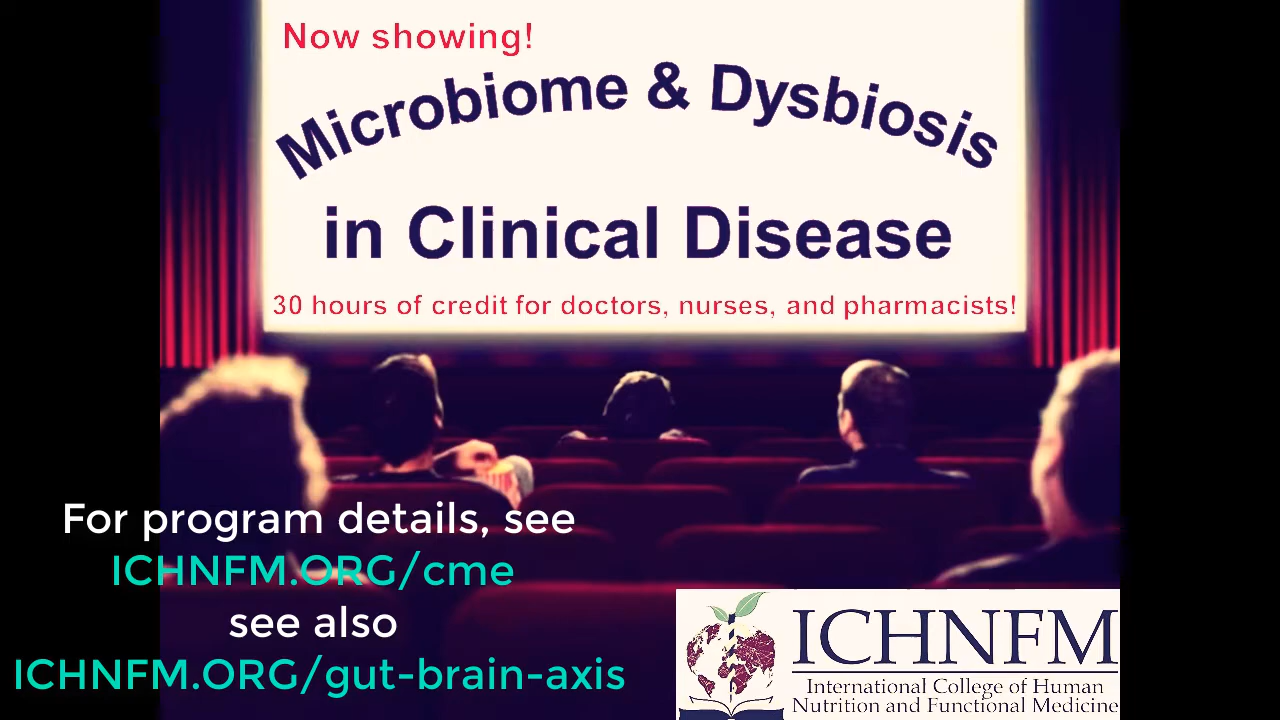 Now showing!
Microbiome & Dysbiosis
in Clinical Disease
30 hours of credit for doctors, nurses, and pharmacists!
For program details, see
ICHNFM.ORG/cme
see also
ICHNFM.ORG/gut-brain-axis
ICHNFM
International College of Human
Nutrition and Functional Medicine